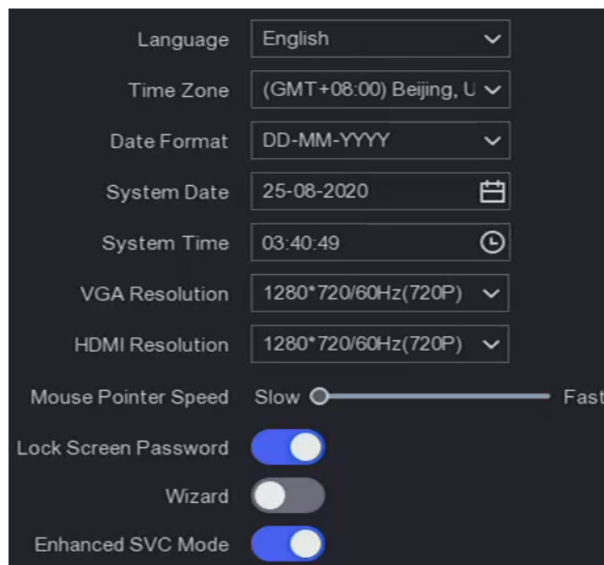 Language English
Time Zone (GMT+08:00) Beijing, U
Date Format DD-MM-YYYY
System Date 25-08-2020
System Time 03:40:49
VGA Resolution 1280*720/60Hz(720P)
HDMI Resolution 1280*720/60Hz(720P)
Mouse Pointer Speed Slow Fast
Lock Screen Password
Wizard
Enhanced SVC Mode